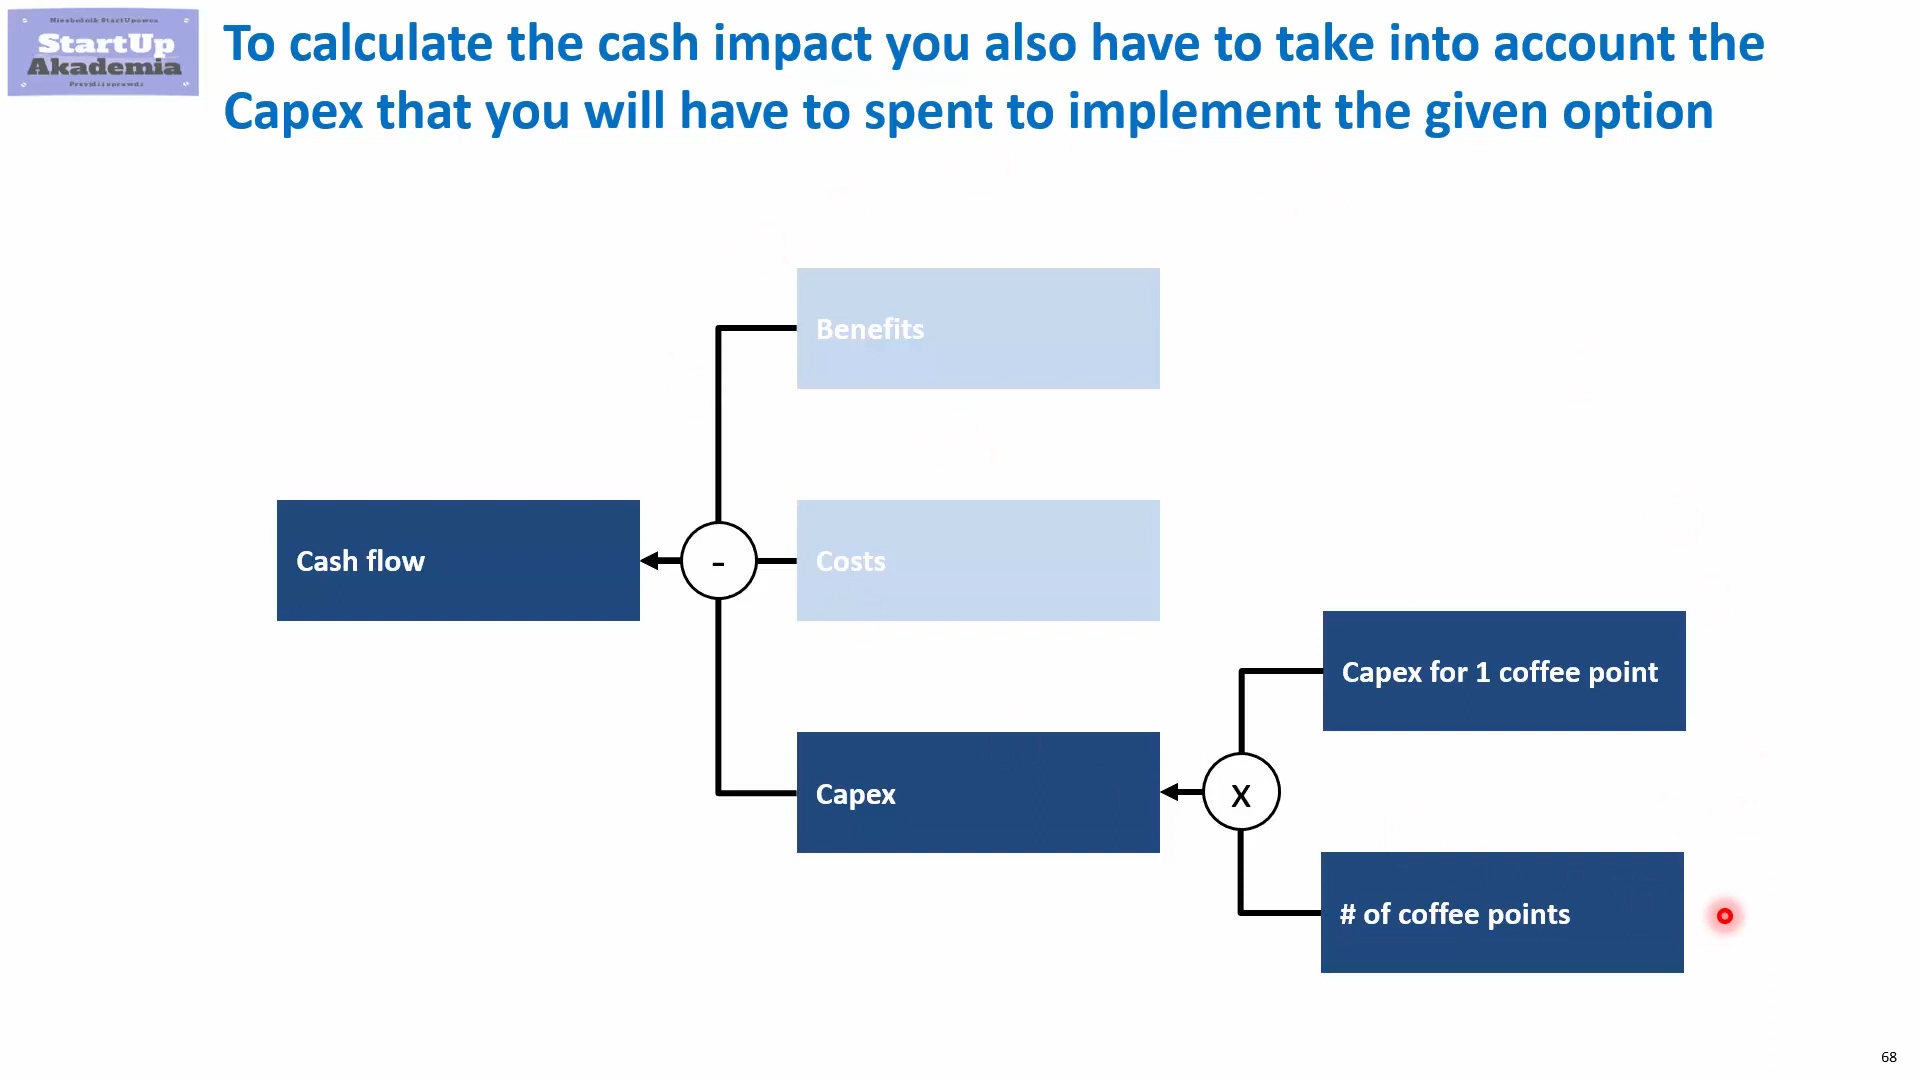 Niezbednik StartUpowca
StartUp
Akademia
To calculate the cash impact you also have to take into account the
Capex that you will have to spent to implement the given option
Benefits
Cash flow
-
Costs
Capex for 1 coffee point
Capex
x
# of coffee points
68